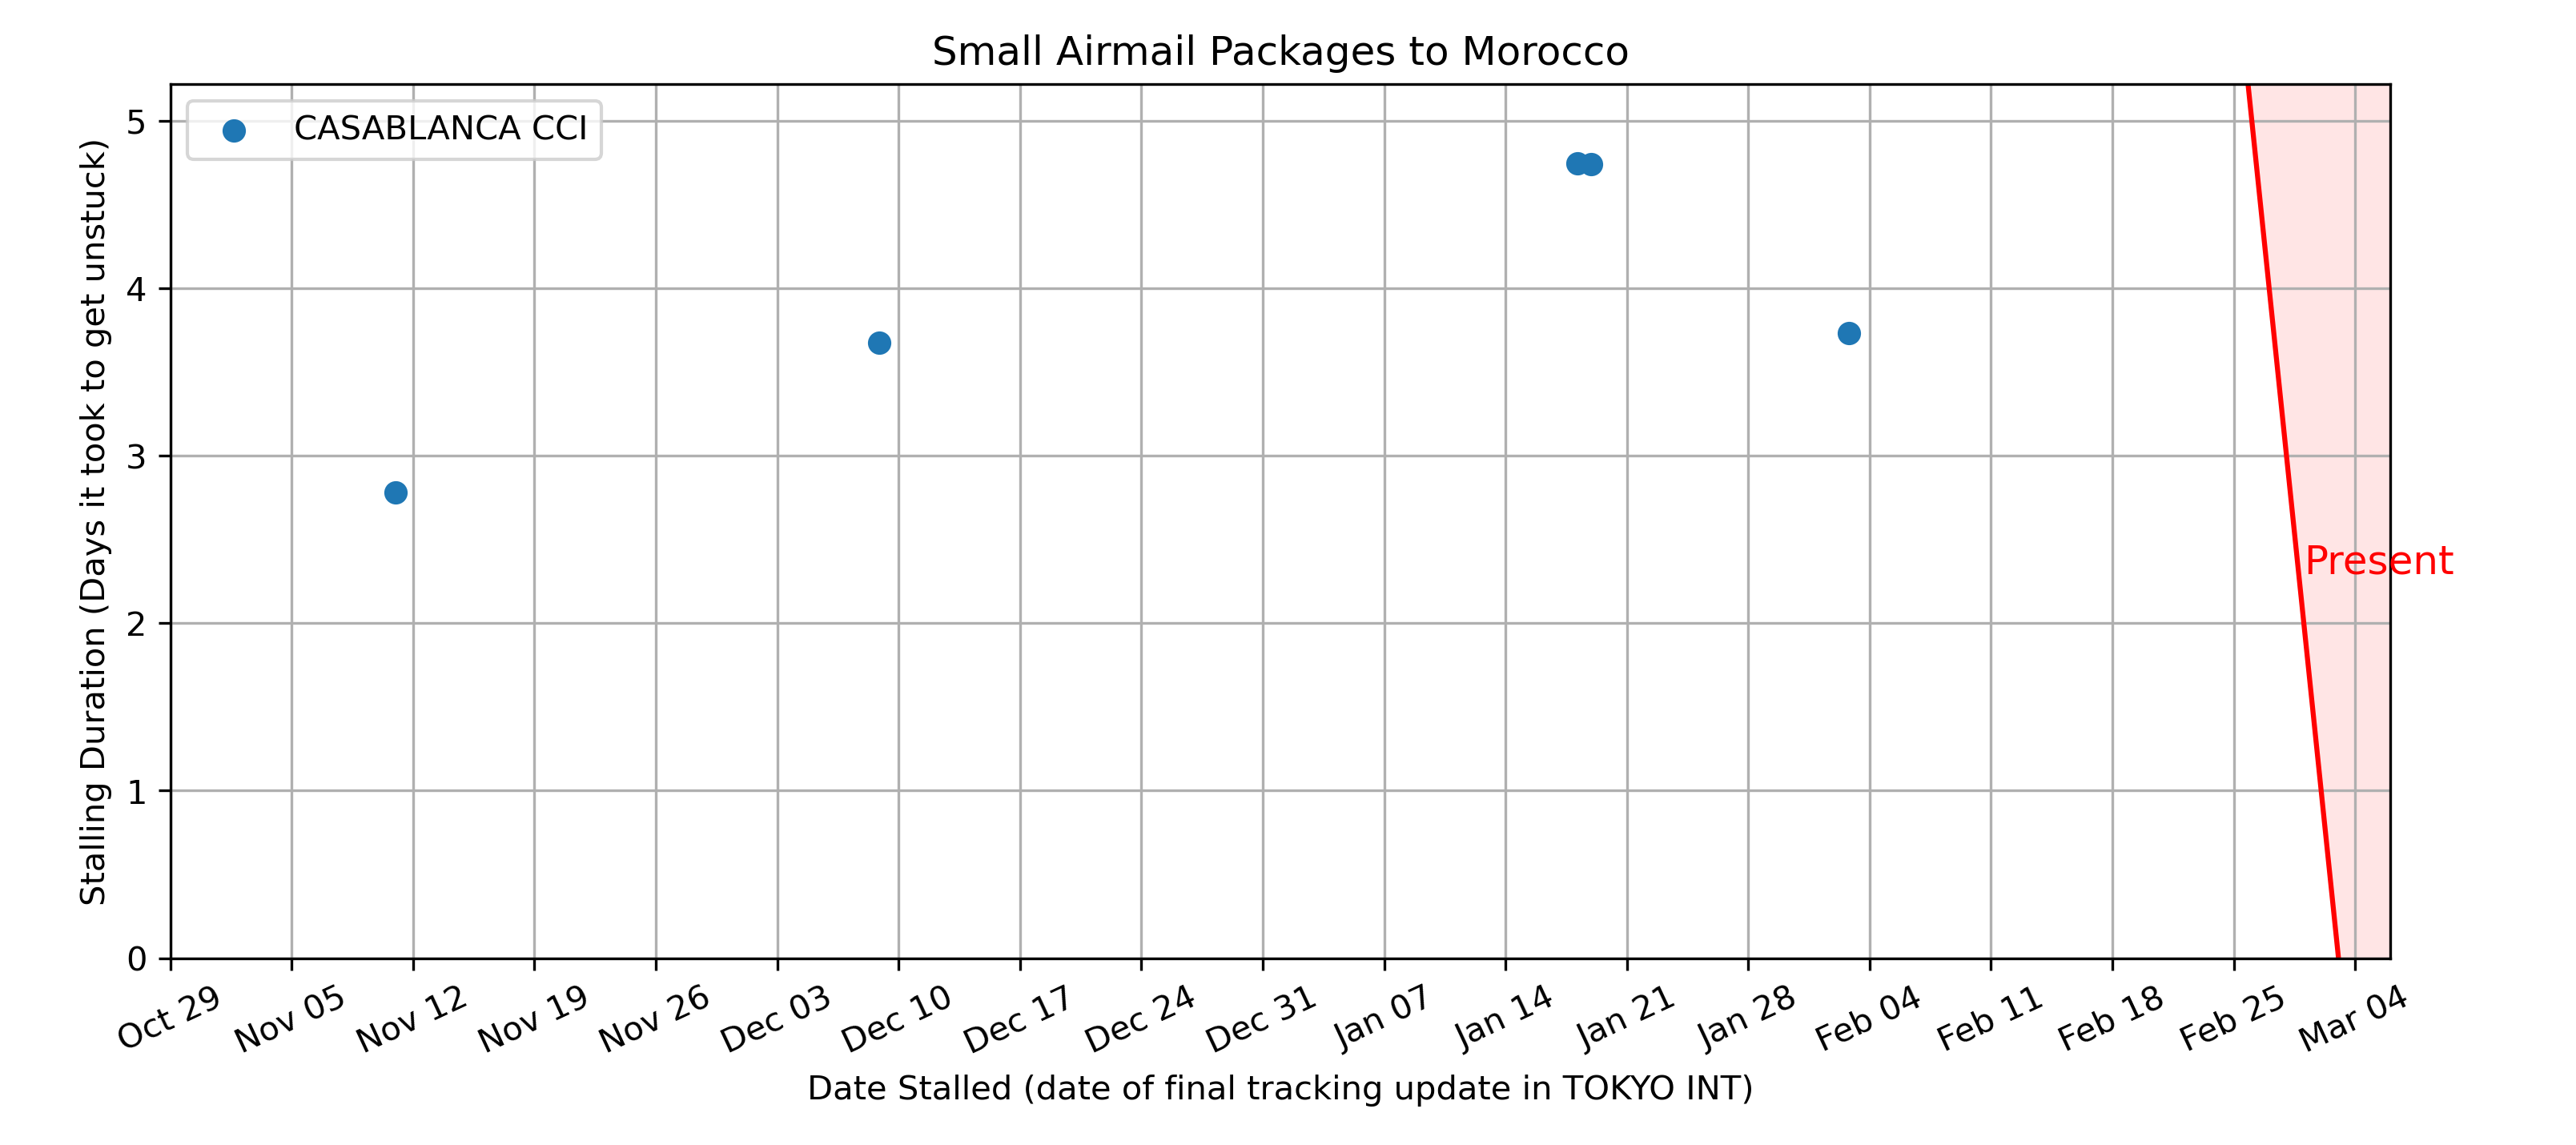 Small Airmail Packages to Morocco
CASABLANCA CCI
Stalling Duration (Days it took to get unstuck)
5
4
3
2
1
0
Present
Oct 29
Nov 05
Nov 12
Nov 19
Nov 26
Dec 03
Dec 10
Dec 17
Dec 24
Dec 31
Jan 07
Jan 14
Jan 21
Jan 28
Feb 04
Feb 11
Feb 18
Feb 25
Mar 04
Date Stalled (date of final tracking update in TOKYO INT)